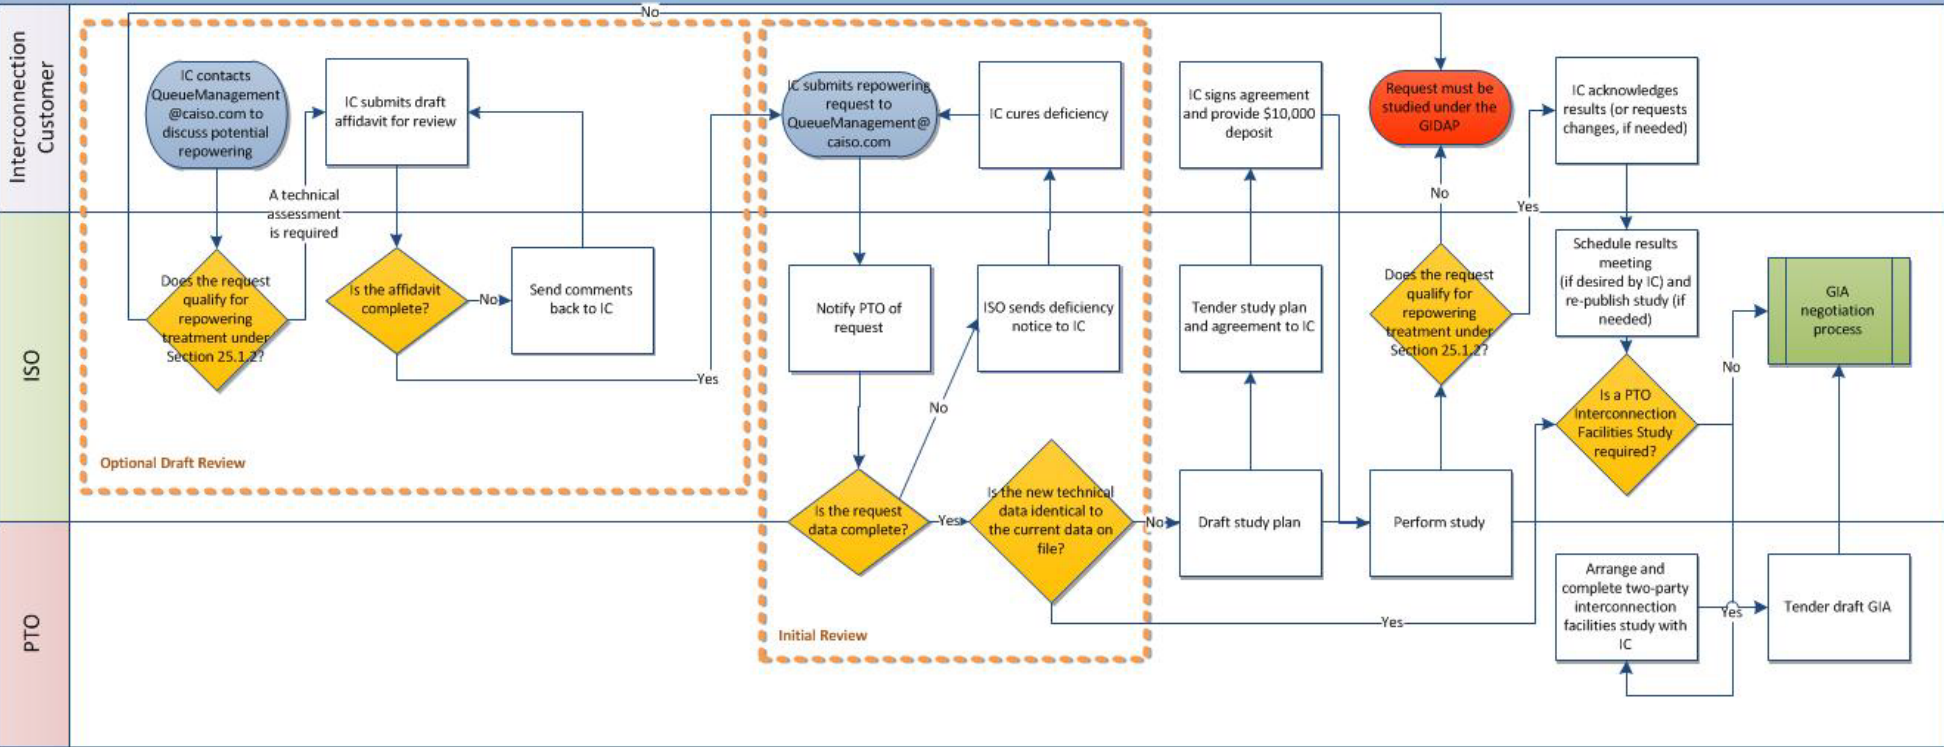 No
Interconnection
Customer
IC contacts
QueueManagement
@caiso.com to
discuss potential
repowering
IC submits draft
affidavit for review
A technical
assessment
is required
IC submits repowering
request to
QueueManagement@
caiso.com
IC cures deficiency
IC signs agreement
and provide $10,000
deposit
Request must be
studied under the
GIDAP
IC acknowledges
results (or requests
changes, if needed)
No
Yes
ISO
Does the request
qualify for
repowering
treatment under
Section 25.1.2?
Is the affidavit
complete?
No
Send comments
back to IC
Yes
Optional Draft Review
Notify PTO of
request
ISO sends deficiency
notice to IC
No
Tender study plan
and agreement to IC
Does the request
qualify for
repowering
treatment under
Section 25.1.2?
Schedule results
meeting
(if desired by IC) and
re-publish study (if
needed)
GIA
negotiation
process
No
Is a PTO
Interconnection
Facilities Study
required?
Is the request
data complete?
Yes
Is the new technical
data identical to
the current data on
file?
No
Draft study plan
Perform study
PTO
Initial Review
Yes
Arrange and
complete two-party
interconnection
facilities study with
IC
Yes
Tender draft GIA